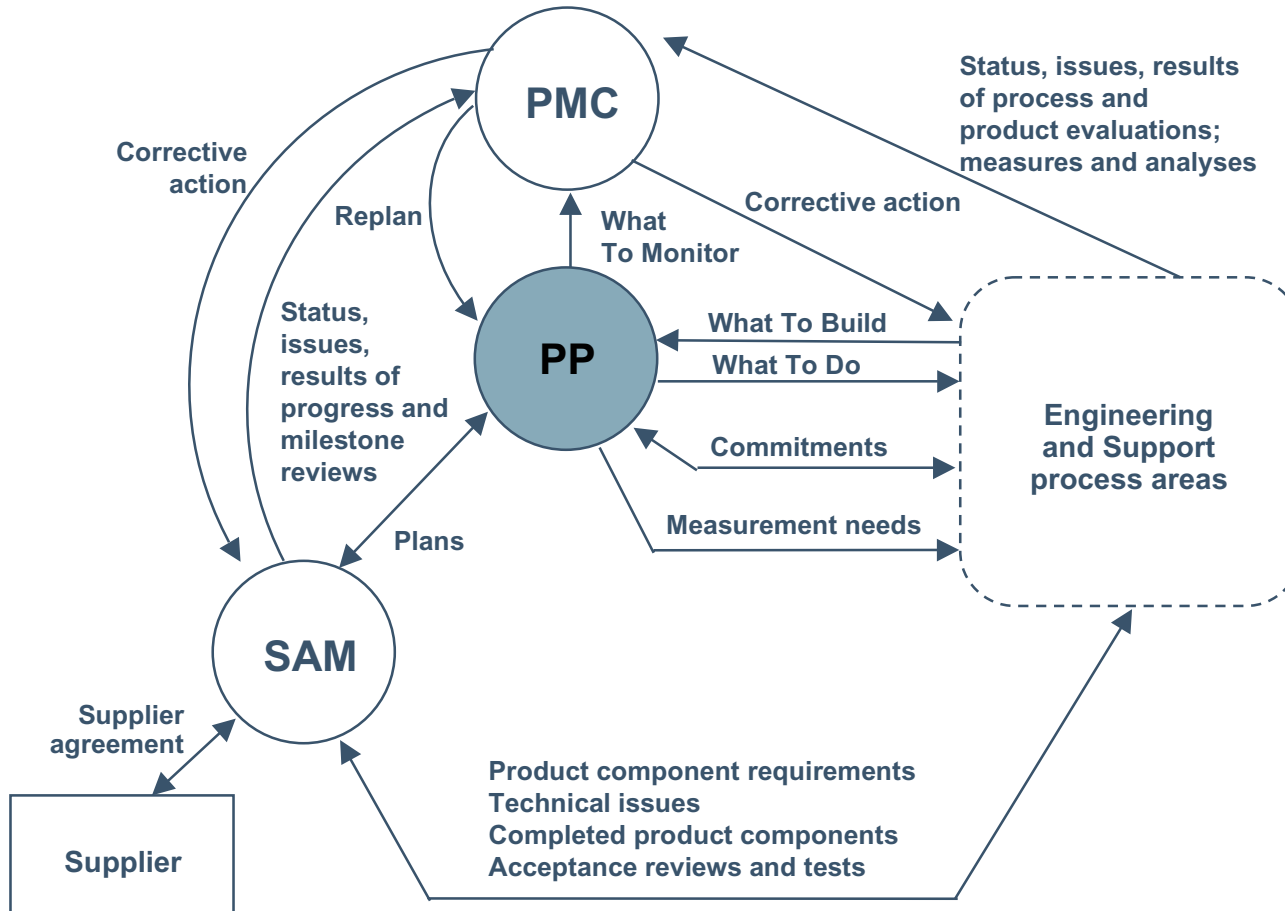 PMC
Status, issues, results
of process and
product evaluations;
measures and analyses
Corrective
action
Replan
What
To Monitor
Corrective action
Status,
issues,
results of
progress and
milestone
reviews
PP
What To Build
What To Do
Commitments
Measurement needs
Engineering
and Support
process areas
Plans
SAM
Supplier
agreement
Supplier
Product component requirements
Technical issues
Completed product components
Acceptance reviews and tests